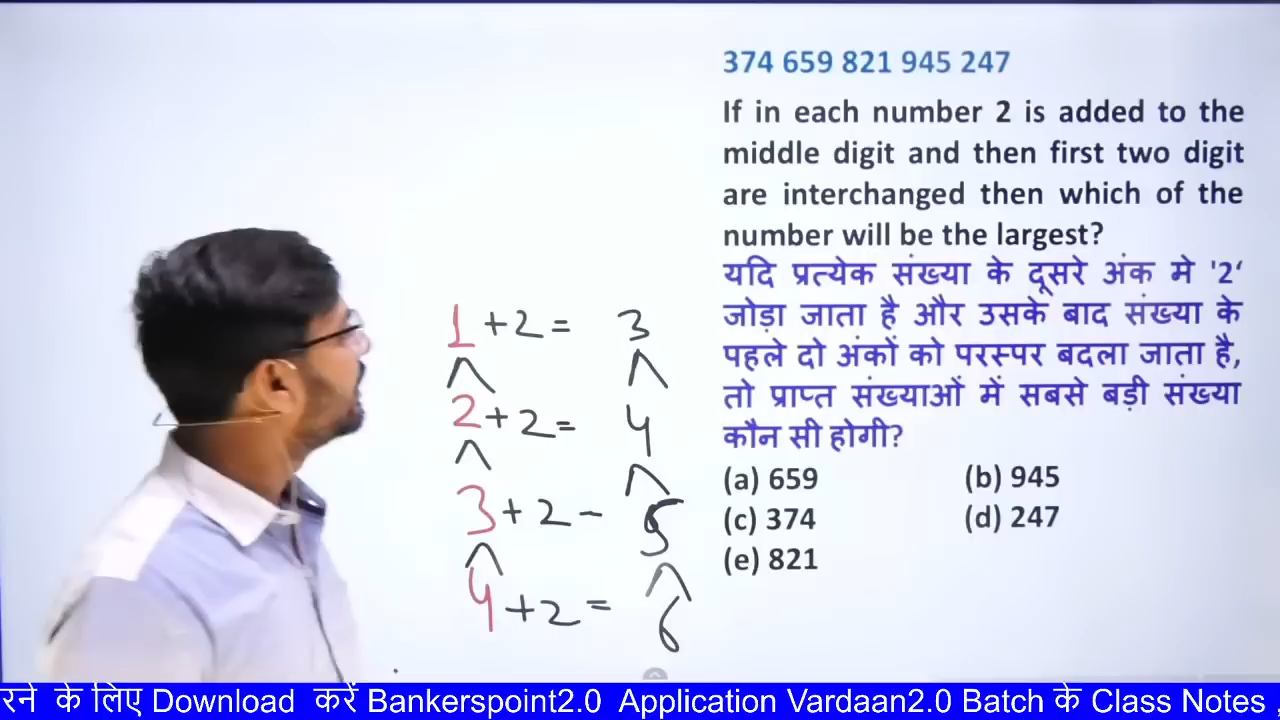 374 659 821 945 247
If in each number 2 is added to the
middle digit and then first two digit
are interchanged then which of the
number will be the largest?
यदि प्रत्येक संख्या के दूसरे अंक मे '2‘
जोड़ा जाता है और उसके बाद संख्या के
पहले दो अंकों को परस्पर बदला जाता है,
तो प्राप्त संख्याओं में सबसे बड़ी संख्या
कौन सी होगी?
(a) 659 (b) 945
(c) 374 (d) 247
(e) 821
1 + 2 = 3
2 + 2 = 4
3 + 2 - 5
4 + 2 = 6
रने के लिए Download करें Bankerspoint2.0 Application Vardaan2.0 Batch के Class Notes ,